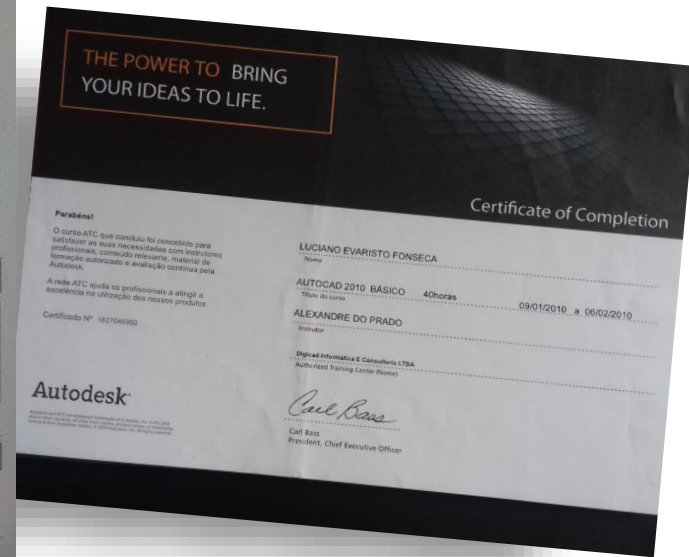 THE POWER TO BRING
YOUR IDEAS TO LIFE.
Certificate of Completion
Parabéns!
O curso ATC que concluiu foi concebido para
satisfazer as suas necessidades com instrutores
profissionais, conteúdo relevante, material de
formação autorizado e avaliação contínua pela
Autodesk.
A rede ATC ajuda os profissionais a atingir a
excelência na utilização dos nossos produtos.
Certificado Nº 1827045902
LUCIANO EVARISTO FONSECA
Nome
AUTOCAD 2010 BÁSICO 40horas 09/01/2010 a 06/02/2010
Título do curso
ALEXANDRE DO PRADO
Instrutor
Digicad Informática E Consultoria LTDA
Authorized Training Center (Nome)
Autodesk
Carl Bass
Carl Bass
President, Chief Executive Officer